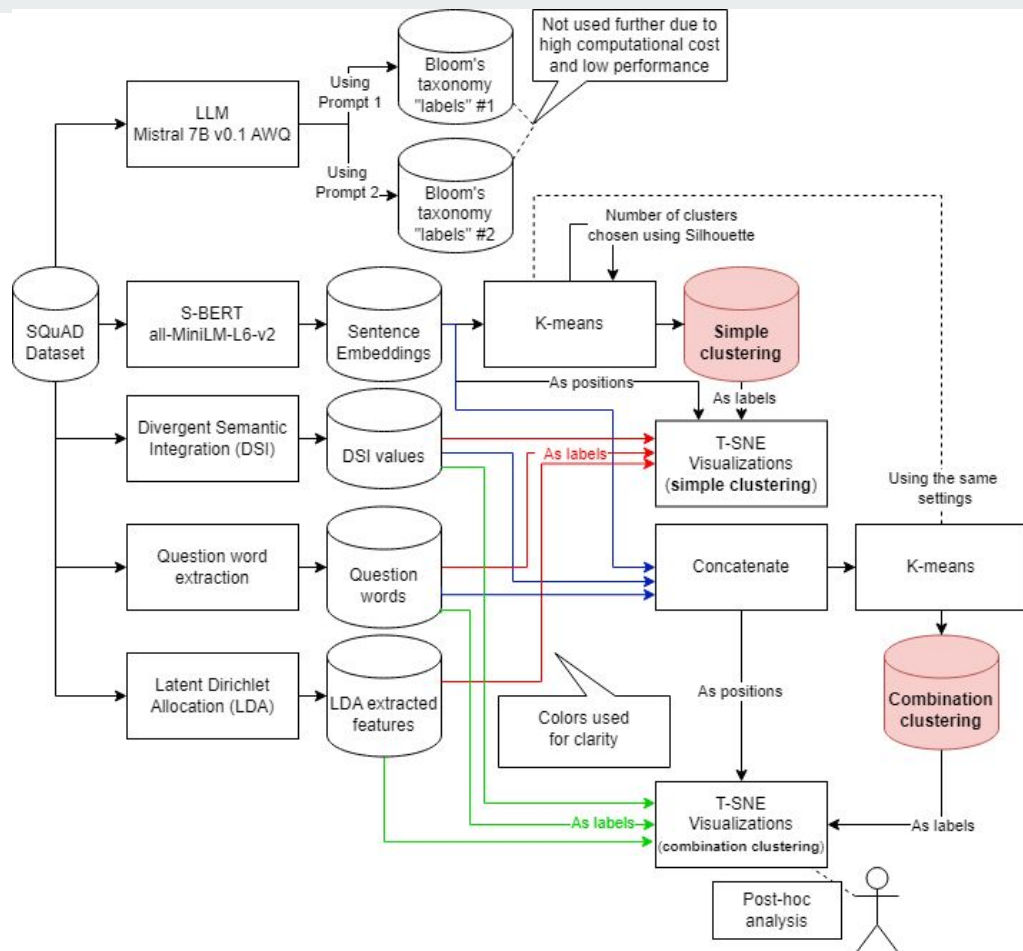 Not used further due to
high computational cost
and low performance
Bloom's
taxonomy
"labels" #1
Using
Prompt 1
LLM
Mistral 7B v0.1 AWQ
Using
Prompt 2
Bloom's
taxonomy
"labels" #2
Number of clusters
chosen using Silhouette
SQuAD
Dataset
S-BERT
all-MiniLM-L6-v2
Sentence
Embeddings
K-means
Simple
clustering
As positions
As labels
Divergent Semantic
Integration (DSI)
DSI values
As labels
T-SNE
Visualizations
(simple clustering)
Using the same
settings
Question word
extraction
Question
words
Concatenate
K-means
Latent Dirichlet
Allocation (LDA)
LDA extracted
features
As positions
Combination
clustering
Colors used
for clarity
As labels
T-SNE
Visualizations
(combination clustering)
As labels
Post-hoc
analysis